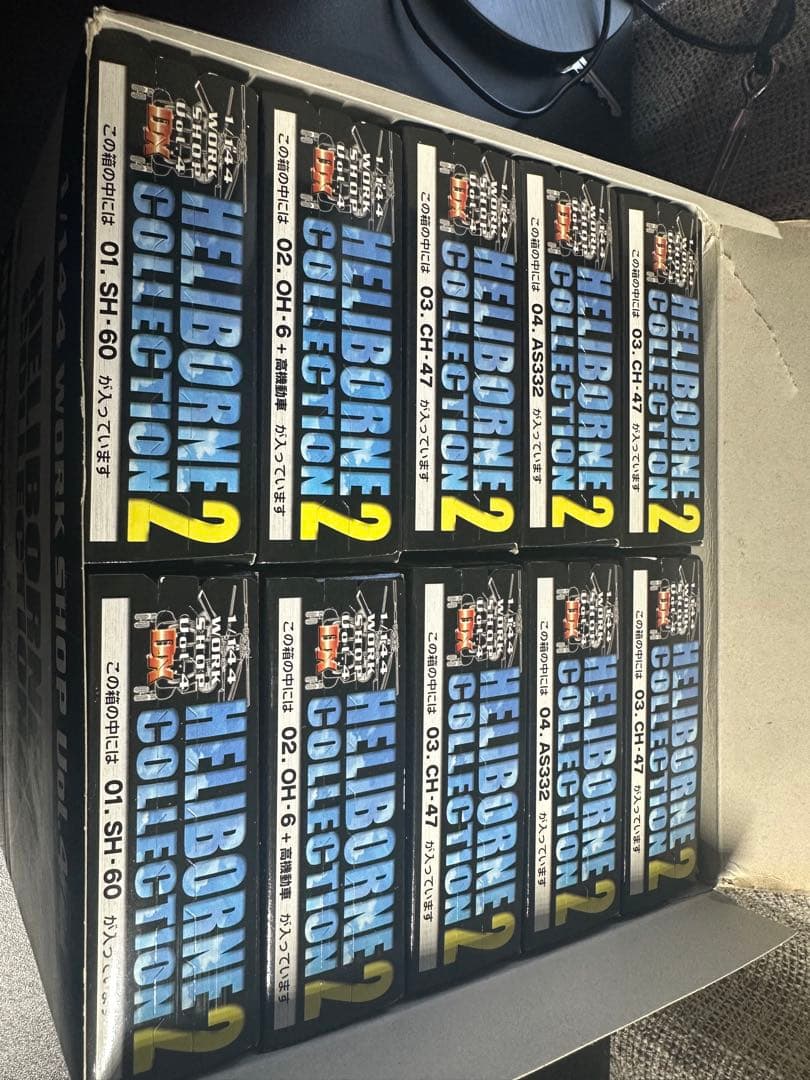 1/144
WORK
SHOP
Vol.4
DX
HELIBORNE
COLLECTION 2
この箱の中には 01. SH-60 が入っています
1/144
WORK
SHOP
Vol.4
DX
HELIBORNE
COLLECTION 2
この箱の中には 02. OH-6 + 高機動車 が入っています
1/144
WORK
SHOP
Vol.4
DX
HELIBORNE
COLLECTION 2
この箱の中には 03. CH-47 が入っています
1/144
WORK
SHOP
Vol.4
DX
HELIBORNE
COLLECTION 2
この箱の中には 04. AS332 が入っています
1/144
WORK
SHOP
Vol.4
DX
HELIBORNE
COLLECTION 2
この箱の中には 03. CH-47 が入っています
1/144
WORK
SHOP
Vol.4
DX
HELIBORNE
COLLECTION 2
この箱の中には 01. SH-60 が入っています
1/144
WORK
SHOP
Vol.4
DX
HELIBORNE
COLLECTION 2
この箱の中には 02. OH-6 + 高機動車 が入っています
1/144
WORK
SHOP
Vol.4
DX
HELIBORNE
COLLECTION 2
この箱の中には 03. CH-47 が入っています
1/144
WORK
SHOP
Vol.4
DX
HELIBORNE
COLLECTION 2
この箱の中には 04. AS332 が入っています
1/144
WORK
SHOP
Vol.4
DX
HELIBORNE
COLLECTION 2
この箱の中には 03. CH-47 が入っています
1/144 WORK SHOP Vol.4